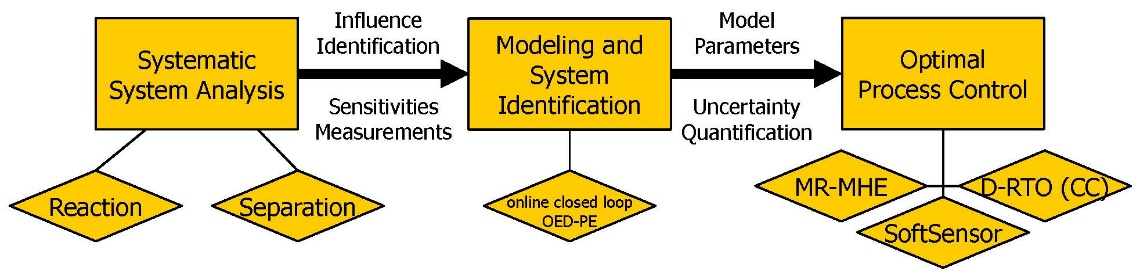 Systematic
System Analysis
Influence
Identification
Sensitivities
Measurements
Modeling and
System
Identification
Model
Parameters
Uncertainty
Quantification
Optimal
Process Control
Reaction
Separation
online closed loop
OED-PE
MR-MHE
D-RTO (CC)
SoftSensor